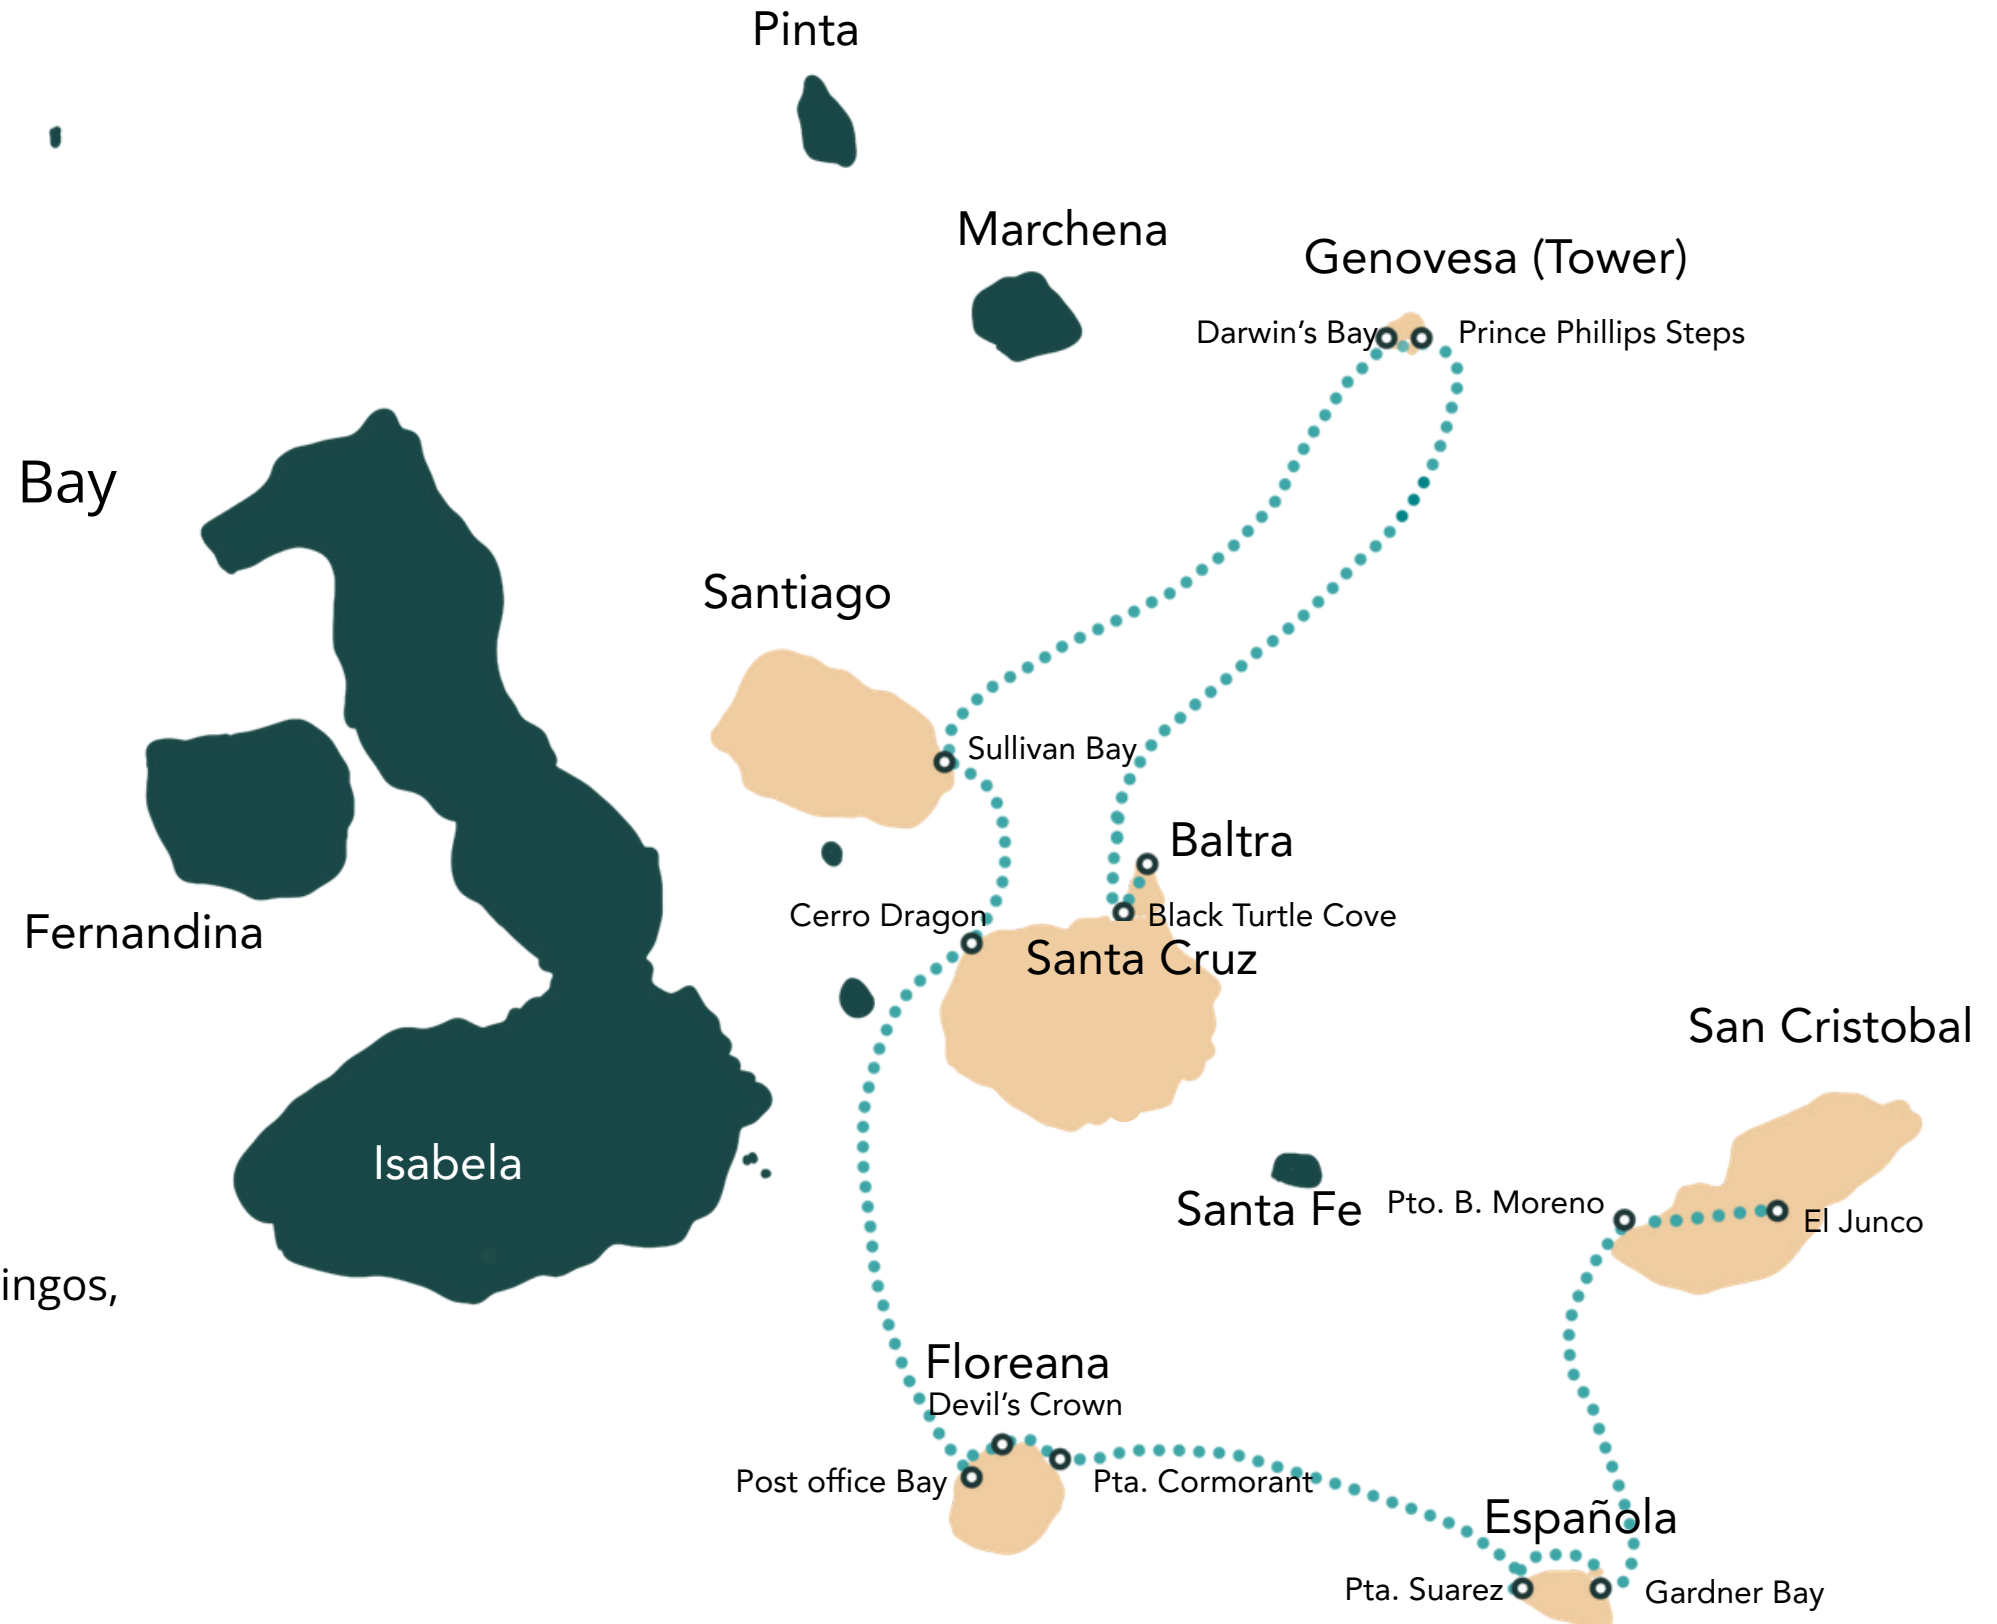 Pinta
Marchena
Genovesa (Tower)
Darwin's Bay
Prince Phillips Steps
Bay
Santiago
Sullivan Bay
Baltra
Cerro Dragon
Black Turtle Cove
Fernandina
Santa Cruz
San Cristobal
Isabela
Santa Fe
Pto. B. Moreno
El Junco
ingos,
Floreana
Devil's Crown
Post office Bay
Pta. Cormorant
Española
Pta. Suarez
Gardner Bay